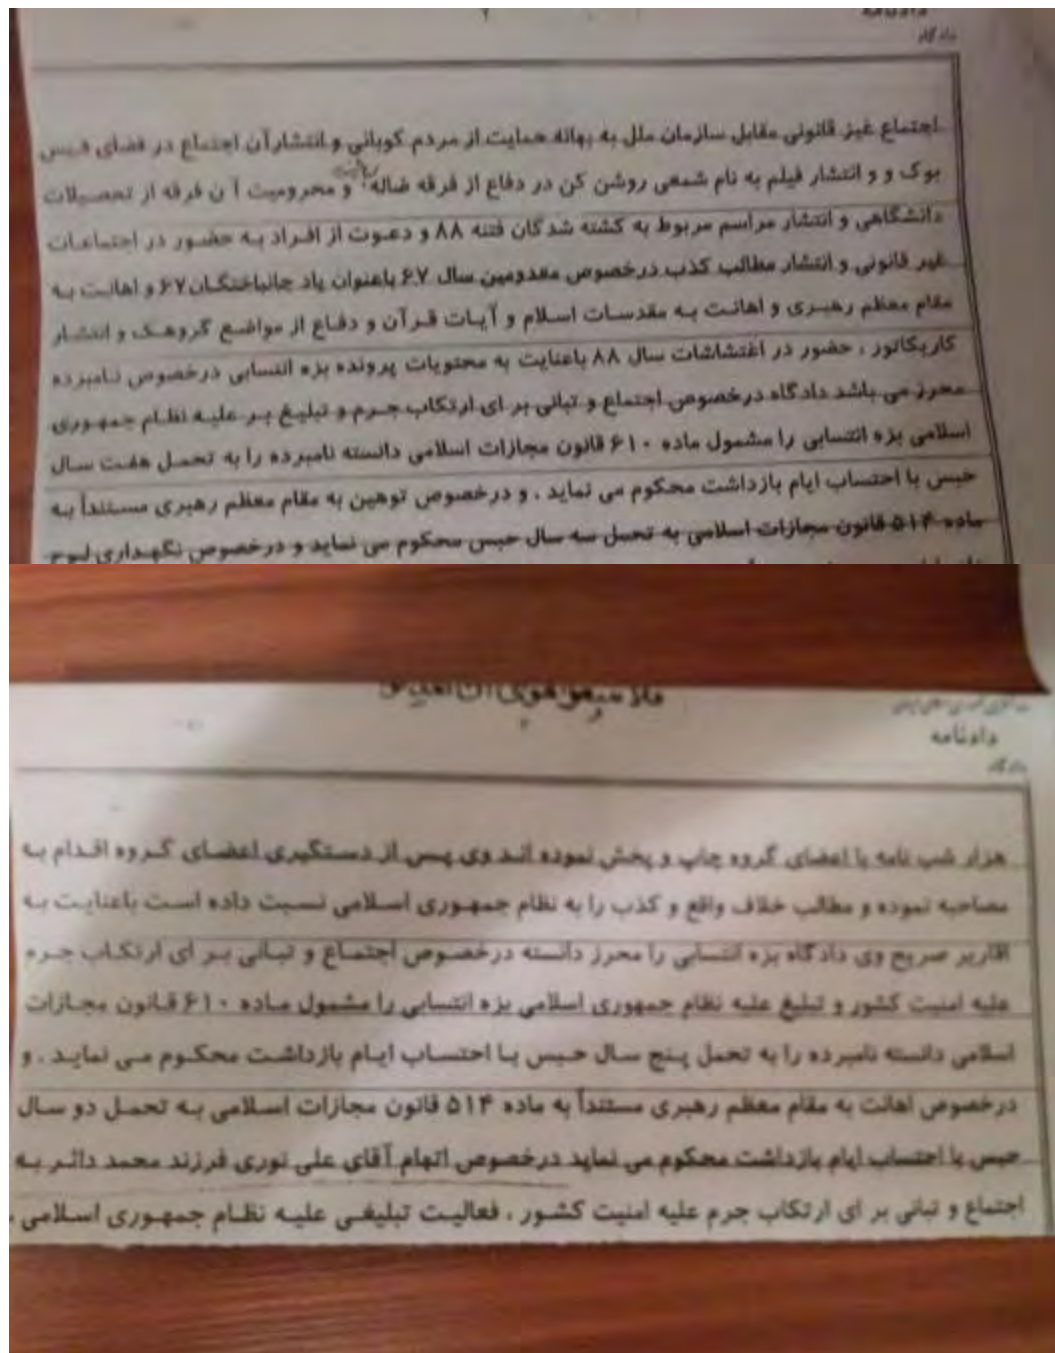 دادنامه
دادگاه
اجتماع غیر قانونی مقابل سازمان ملل به بهانه حمایت از مردم کوبانی و انتشار آن اجتماع در فضای فیس
بوک و و انتشار فیلم به نام شمعی روشن کن در دفاع از فرقه ضاله و محرومیت آ ن فرقه از تحصیلات
دانشگاهی و انتشار مراسم مربوط به کشته شدگان فتنه ۸۸ و دعوت از افراد به حضور در اجتماعات
غیر قانونی و انتشار مطالب کذب درخصوص معدومین سال ۶۷ باعنوان یاد جانباختگان ۶۷ و اهانت به
مقام معظم رهبری و اهانت به مقدسات اسلام و آیات قرآن و دفاع از مواضع گروهک و انتشار
کاریکاتور ، حضور در اغتشاشات سال ۸۸ باعنایت به محتویات پرونده بزه انتسابی درخصوص نامبرده
محرز می باشد دادگاه درخصوص اجتماع و تبانی بر ای ارتکاب جرم و تبلیغ بر علیه نظام جمهوری
اسلامی بزه انتسابی را مشمول ماده ۶۱۰ قانون مجازات اسلامی دانسته نامبرده را به تحمل هفت سال
حبس با احتساب ایام بازداشت محکوم می نماید ، و درخصوص توهین به مقام معظم رهبری مستنداً به
ماده ۵۱۴ قانون مجازات اسلامی به تحمل سه سال حبس محکوم می نماید و درخصوص نگهداری لوح
دادنامه
دادگاه
هزار شب نامه با اعضای گروه چاپ و پخش نموده اند وی پس از دستگیری اعضای گروه اقدام به
مصاحبه نموده و مطالب خلاف واقع و کذب را به نظام جمهوری اسلامی نسبت داده است باعنایت به
اقاریر صریح وی دادگاه بزه انتسابی را محرز دانسته درخصوص اجتماع و تبانی بر ای ارتکاب جرم
علیه امنیت کشور و تبلیغ علیه نظام جمهوری اسلامی بزه انتسابی را مشمول ماده ۶۱۰ قانون مجازات
اسلامی دانسته نامبرده را به تحمل پنج سال حبس با احتساب ایام بازداشت محکوم می نماید ، و
درخصوص اهانت به مقام معظم رهبری مستنداً به ماده ۵۱۴ قانون مجازات اسلامی به تحمل دو سال
حبس با احتساب ایام بازداشت محکوم می نماید درخصوص اتهام آقای علی نوری فرزند محمد دائر به
اجتماع و تبانی بر ای ارتکاب جرم علیه امنیت کشور ، فعالیت تبلیغی علیه نظام جمهوری اسلامی ،